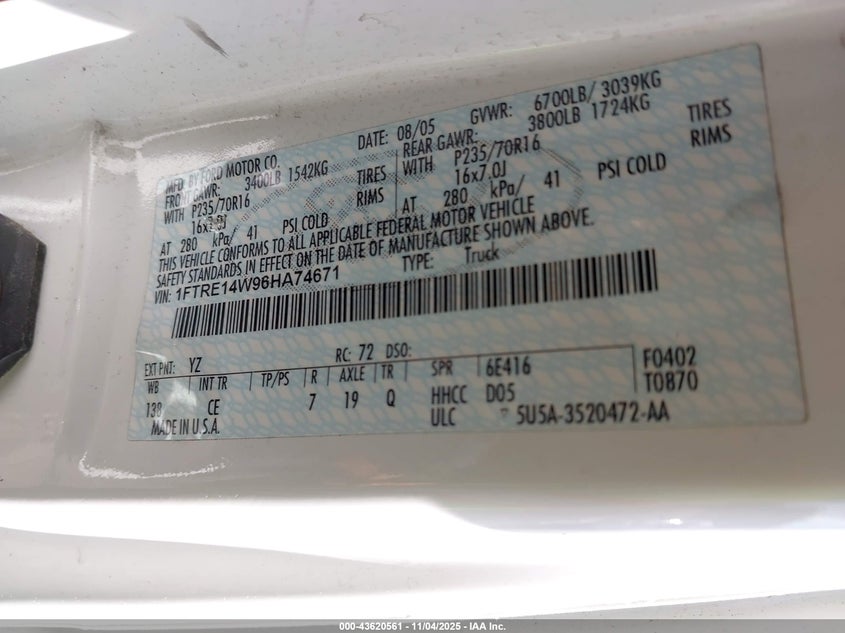 MFD. BY FORD MOTOR CO. DATE: 08/05 GVWR: 6700LB/ 3039KG
FRONT GAWR: 3400LB 1542KG REAR GAWR: 3800LB 1724KG
WITH P235/70R16 TIRES WITH P235/70R16 TIRES
16x7.0J RIMS 16x7.0J RIMS
AT 280 kPa/ 41 PSI COLD AT 280 kPa/ 41 PSI COLD
THIS VEHICLE CONFORMS TO ALL APPLICABLE FEDERAL MOTOR VEHICLE
SAFETY STANDARDS IN EFFECT ON THE DATE OF MANUFACTURE SHOWN ABOVE.
VIN: 1FTRE14W96HA74671 TYPE: Truck
EXT PNT: YZ RC: 72 DSO: F0402
WB INT TR TP/PS R AXLE TR SPR 6E416 T0870
138 CE 7 19 Q HHCC D05
MADE IN U.S.A. ULC 5U5A-3520472-AA
000-43620561 - 11/04/2025 - IAA Inc.